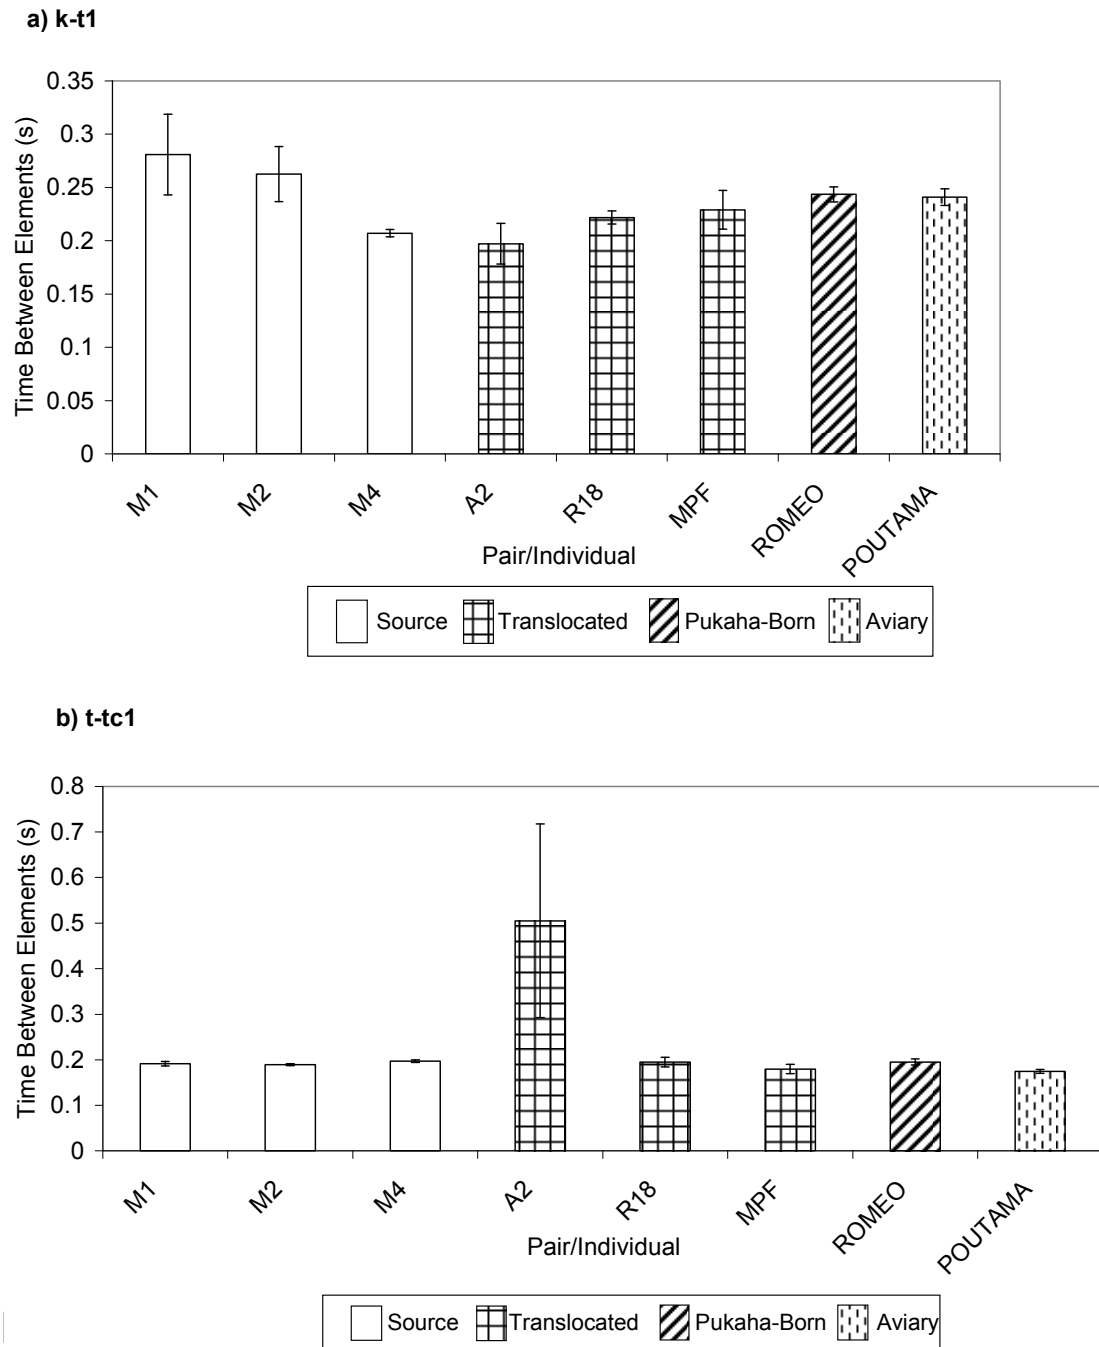 a) k-t1
0.35
0.3
0.25
0.2
0.15
0.1
0.05
0
Time Between Elements (s)
M1 M2 M4 A2 R18 MPF ROMEO POUTAMA
Pair/Individual
Source Translocated Pukaha-Born Aviary
b) t-tc1
0.8
0.7
0.6
0.5
0.4
0.3
0.2
0.1
0
Time Between Elements (s)
M1 M2 M4 A2 R18 MPF ROMEO POUTAMA
Pair/Individual
Source Translocated Pukaha-Born Aviary